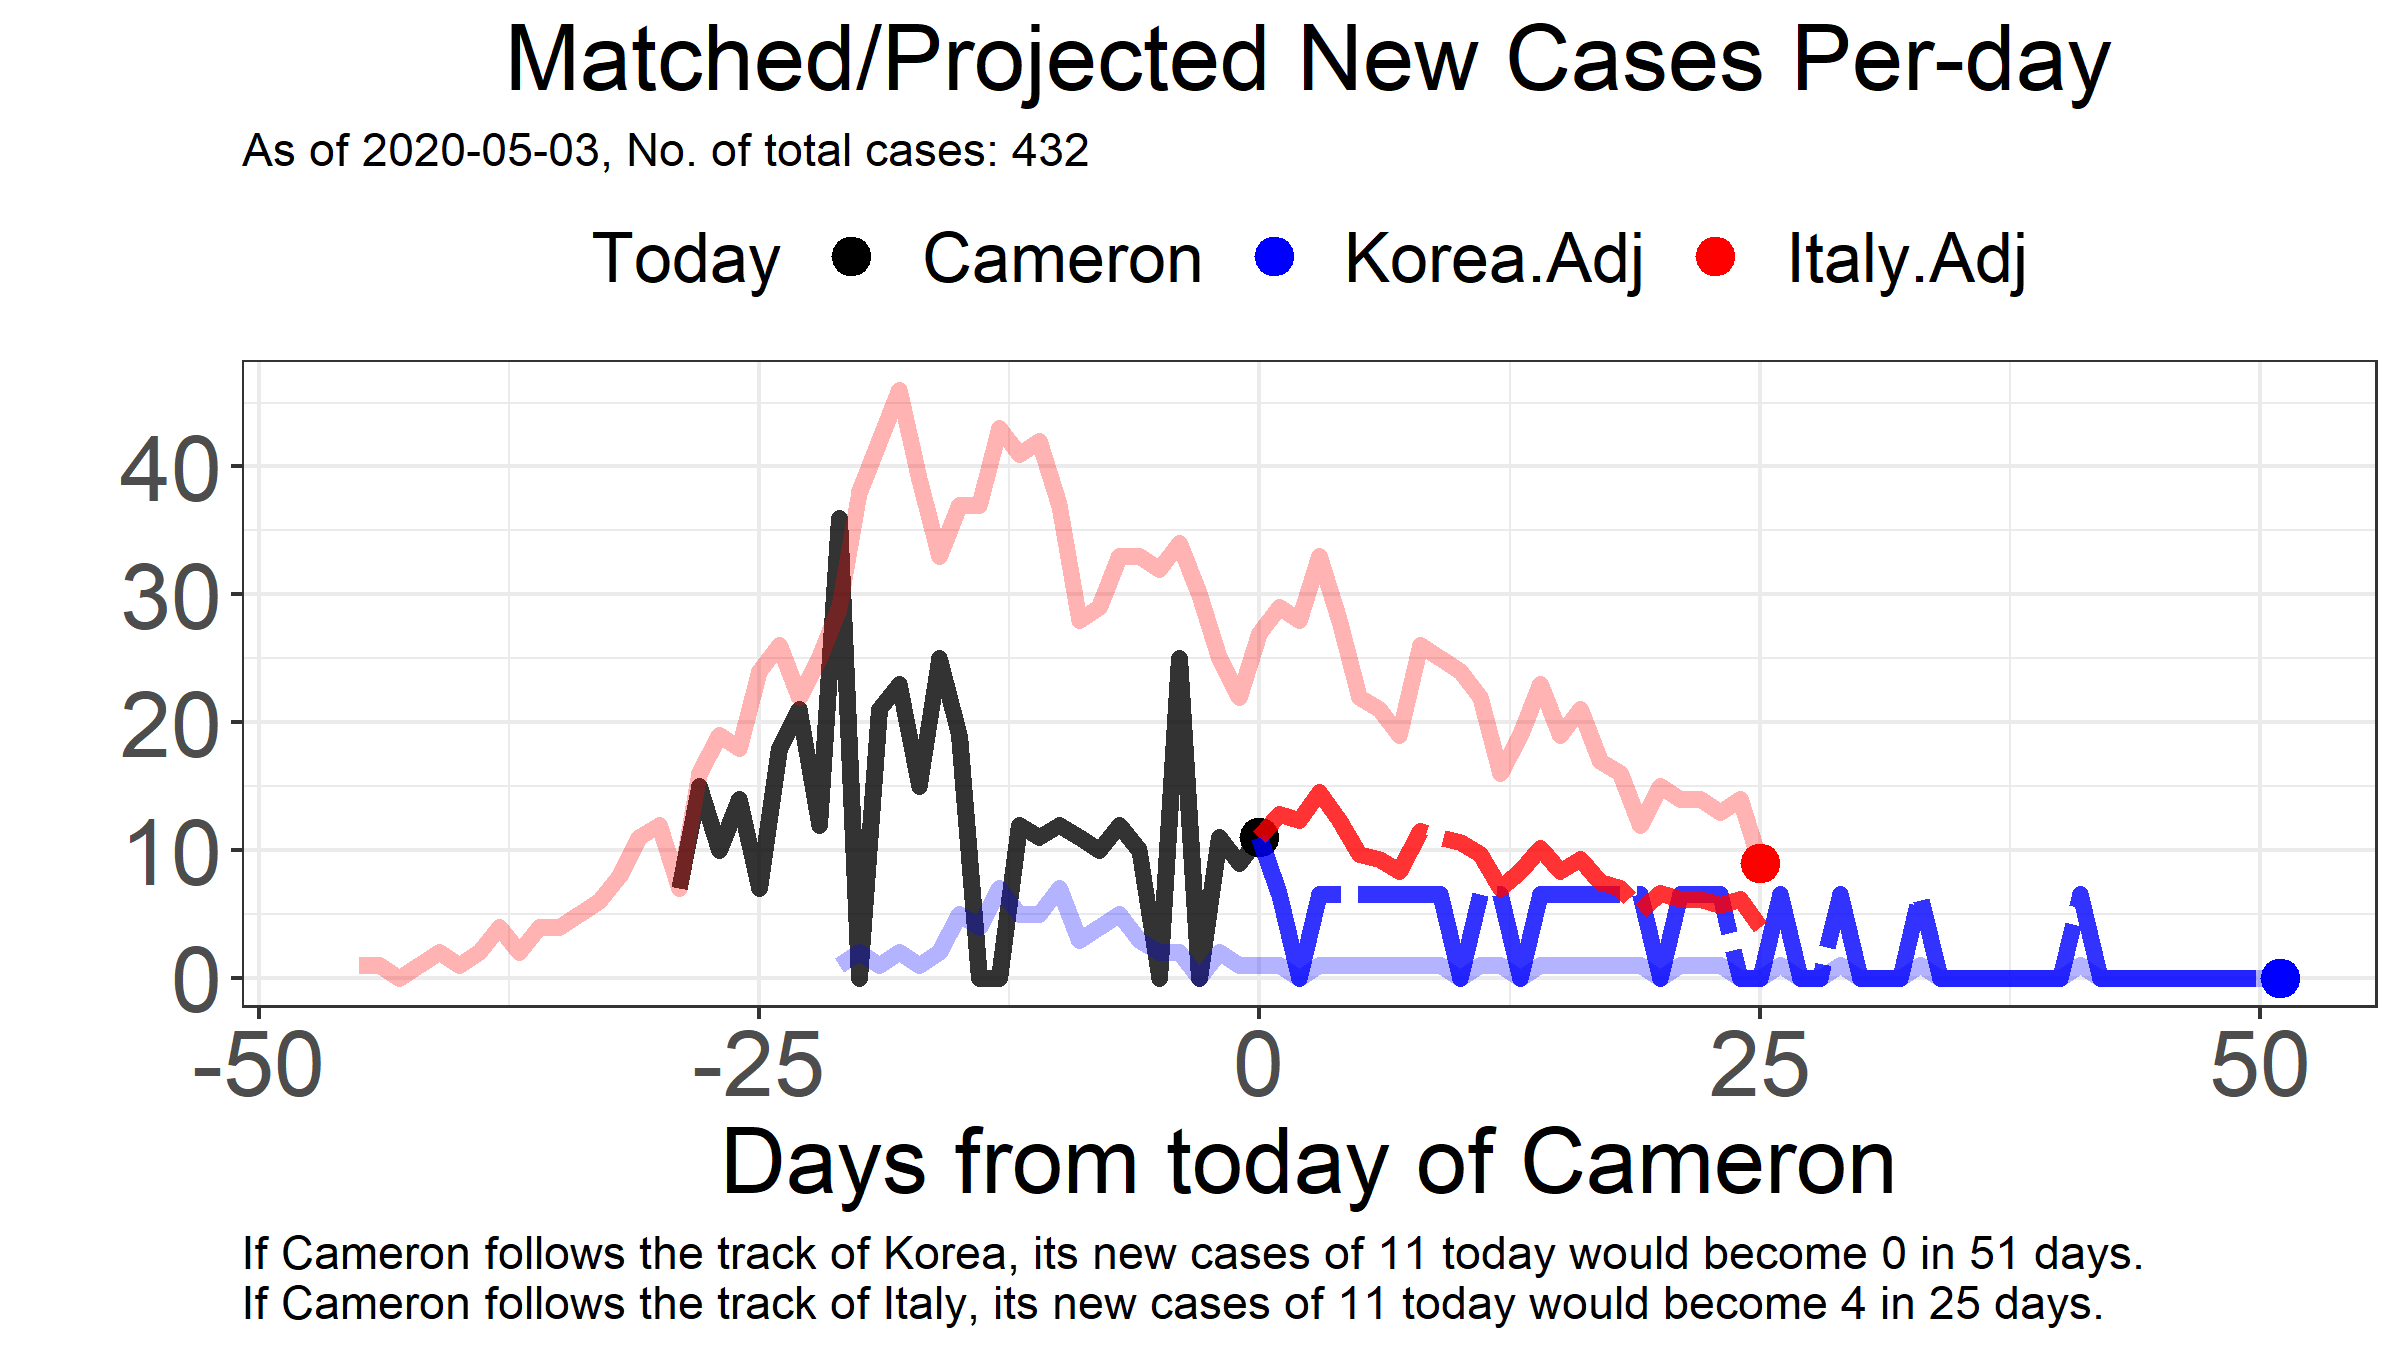 Matched/Projected New Cases Per-day
As of 2020-05-03, No. of total cases: 432
Today Cameron Korea.Adj Italy.Adj
40
30
20
10
0
-50 -25 0 25 50
Days from today of Cameron
If Cameron follows the track of Korea, its new cases of 11 today would become 0 in 51 days.
If Cameron follows the track of Italy, its new cases of 11 today would become 4 in 25 days.